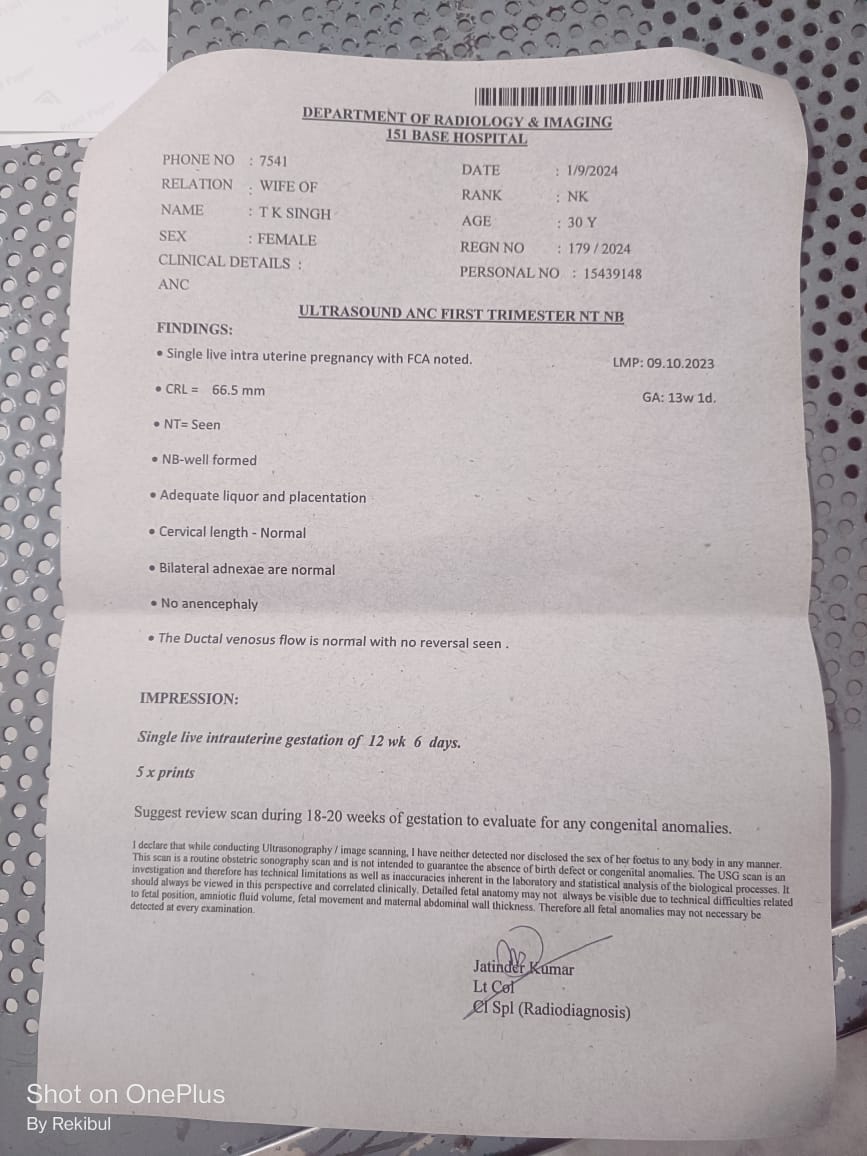 DEPARTMENT OF RADIOLOGY & IMAGING
151 BASE HOSPITAL
PHONE NO : 7541
RELATION : WIFE OF
NAME : T K SINGH
SEX : FEMALE
CLINICAL DETAILS :
ANC
DATE : 1/9/2024
RANK : NK
AGE : 30 Y
REGN NO : 179 / 2024
PERSONAL NO : 15439148
ULTRASOUND ANC FIRST TRIMESTER NT NB
FINDINGS:
• Single live intra uterine pregnancy with FCA noted.
LMP: 09.10.2023
• CRL = 66.5 mm
GA: 13w 1d.
• NT= Seen
• NB-well formed
• Adequate liquor and placentation
• Cervical length - Normal
• Bilateral adnexae are normal
• No anencephaly
• The Ductal venosus flow is normal with no reversal seen .
IMPRESSION:
Single live intrauterine gestation of 12 wk 6 days.
5 x prints
Suggest review scan during 18-20 weeks of gestation to evaluate for any congenital anomalies.
I declare that while conducting Ultrasonography / image scanning, I have neither detected nor disclosed the sex of her foetus to any body in any manner.
This scan is a routine obstetric sonography scan and is not intended to guarantee the absence of birth defect or congenital anomalies. The USG scan is an
investigation and therefore has technical limitations as well as inaccuracies inherent in the laboratory and statistical analysis of the biological processes. It
should always be viewed in this perspective and correlated clinically. Detailed fetal anatomy may not always be visible due to technical difficulties related
to fetal position, amniotic fluid volume, fetal movement and maternal abdominal wall thickness. Therefore all fetal anomalies may not necessary be
detected at every examination.
Jatinder Kumar
Lt Col
Cl Spl (Radiodiagnosis)
Shot on OnePlus
By Rekibul